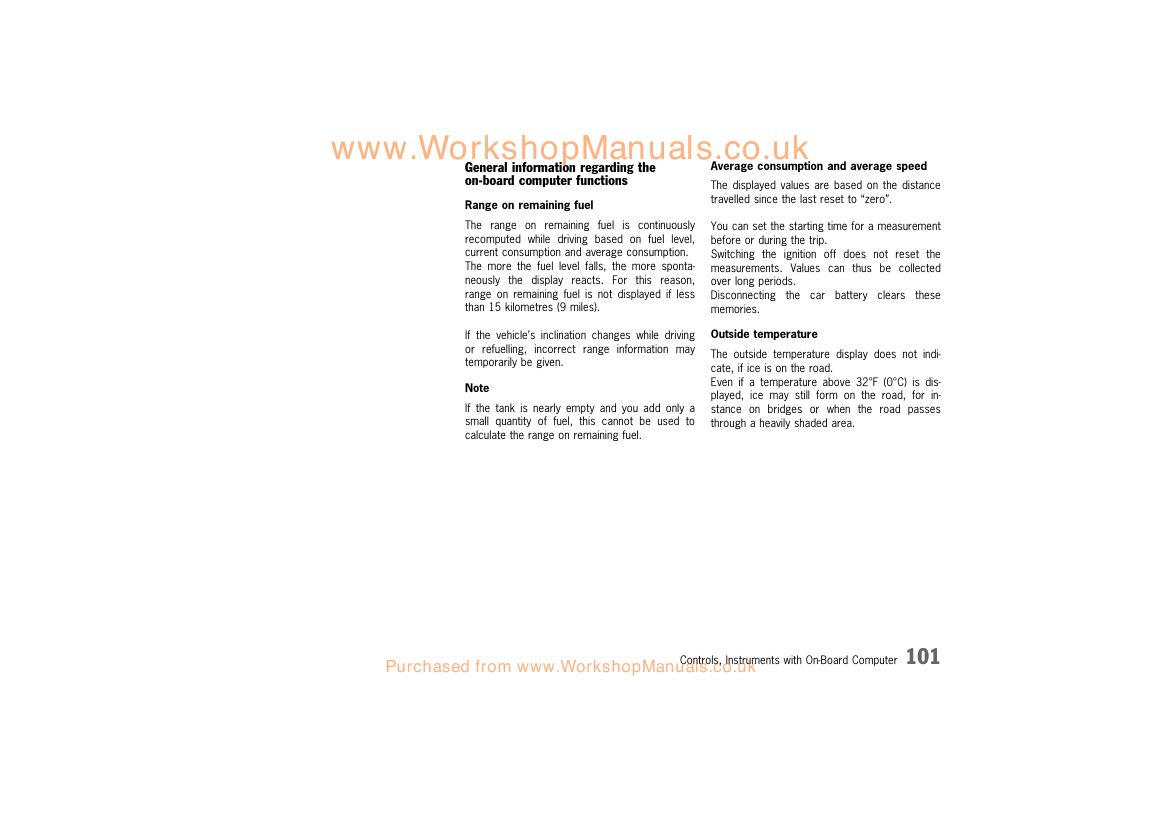 www.WorkshopManuals.co.uk
General information regarding the
on-board computer functions
Range on remaining fuel
The range on remaining fuel is continuously
recomputed while driving based on fuel level,
current consumption and average consumption.
The more the fuel level falls, the more sponta-
neously the display reacts. For this reason,
range on remaining fuel is not displayed if less
than 15 kilometres (9 miles).
If the vehicle's inclination changes while driving
or refuelling, incorrect range information may
temporarily be given.
Note
If the tank is nearly empty and you add only a
small quantity of fuel, this cannot be used to
calculate the range on remaining fuel.
Average consumption and average speed
The displayed values are based on the distance
travelled since the last reset to “zero”.
You can set the starting time for a measurement
before or during the trip.
Switching the ignition off does not reset the
measurements. Values can thus be collected
over long periods.
Disconnecting the car battery clears these
memories.
Outside temperature
The outside temperature display does not indi-
cate, if ice is on the road.
Even if a temperature above 32°F (0°C) is dis-
played, ice may still form on the road, for in-
stance on bridges or when the road passes
through a heavily shaded area.
Controls, Instruments with On-Board Computer 101
Purchased from www.WorkshopManuals.co.uk